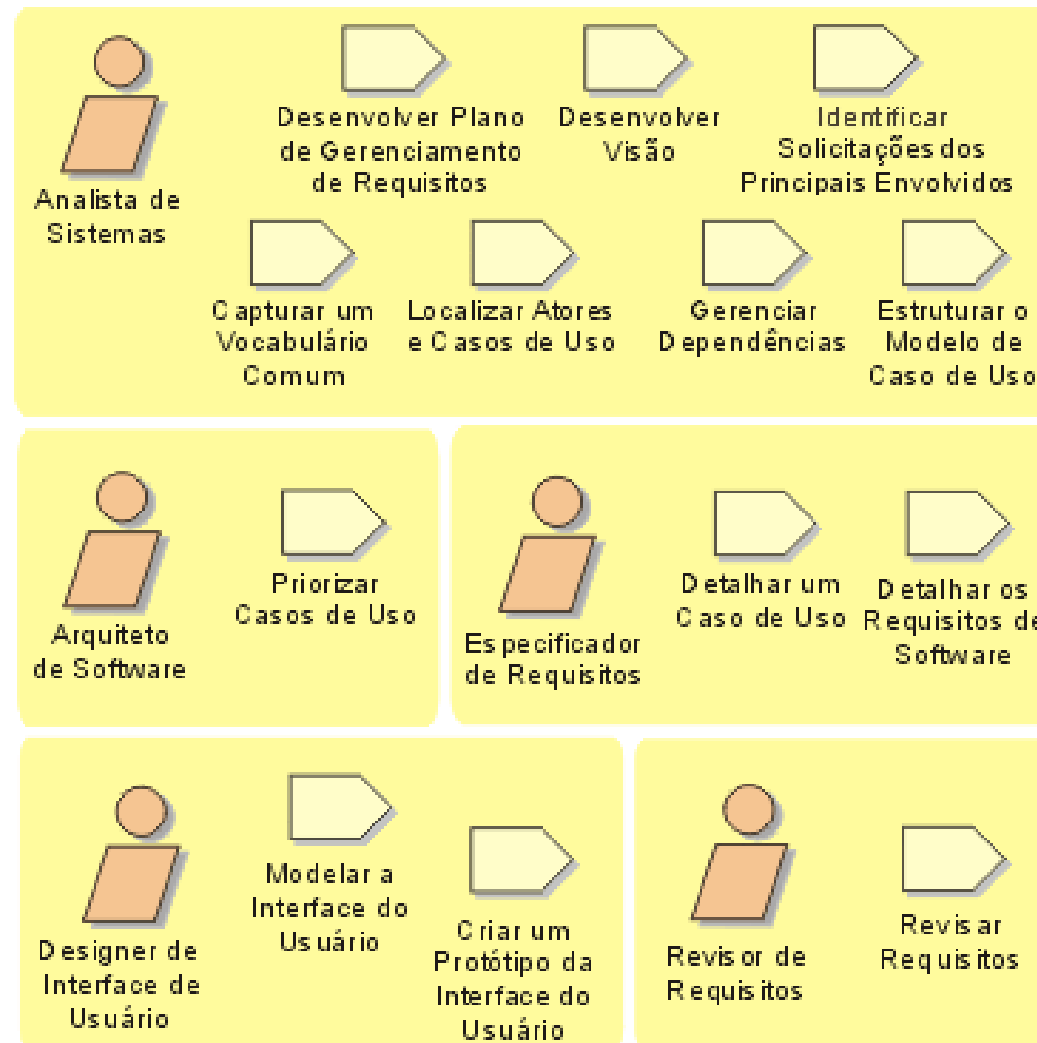 Desenvolver Plano
de Gerenciamento
de Requisitos
Desenvolver
Visão
Identificar
Solicitações dos
Principais Envolvidos
Analista de
Sistemas
Capturar um
Vocabulário
Comum
Localizar Atores
e Casos de Uso
Gerenciar
Dependências
Estruturar o
Modelo de
Caso de Uso
Arquiteto
de Software
Priorizar
Casos de Uso
Especificador
de Requisitos
Detalhar um
Caso de Uso
Detalhar os
Requisitos de
Software
Designer de
Interface de
Usuário
Modelar a
Interface do
Usuário
Criar um
Protótipo da
Interface do
Usuário
Revisor de
Requisitos
Revisar
Requisitos